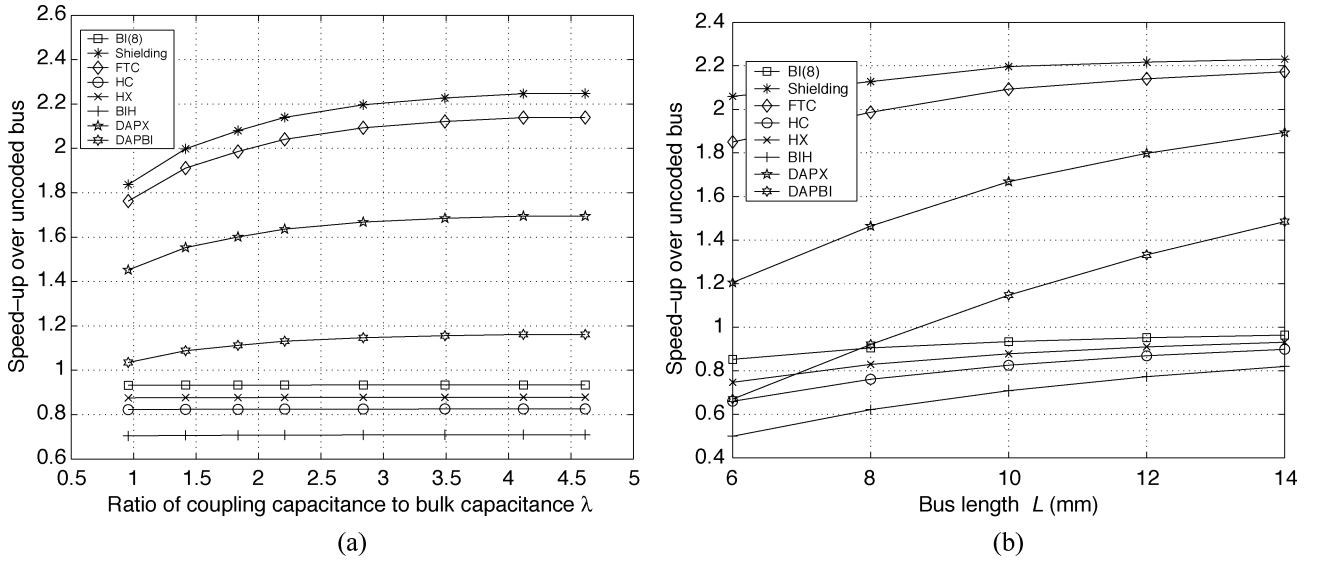 2.6
2.4
2.2
2
1.8
1.6
1.4
1.2
1
0.8
0.6
Speed-up over uncoded bus
BI(8)
Shielding
FTC
HC
HX
BIH
DAPX
DAPBI
0.5 1 1.5 2 2.5 3 3.5 4 4.5 5
Ratio of coupling capacitance to bulk capacitance λ
(a)
2.4
2.2
2
1.8
1.6
1.4
1.2
1
0.8
0.6
0.4
Speed-up over uncoded bus
BI(8)
Shielding
FTC
HC
HX
BIH
DAPX
DAPBI
6 8 10 12 14
Bus length L (mm)
(b)